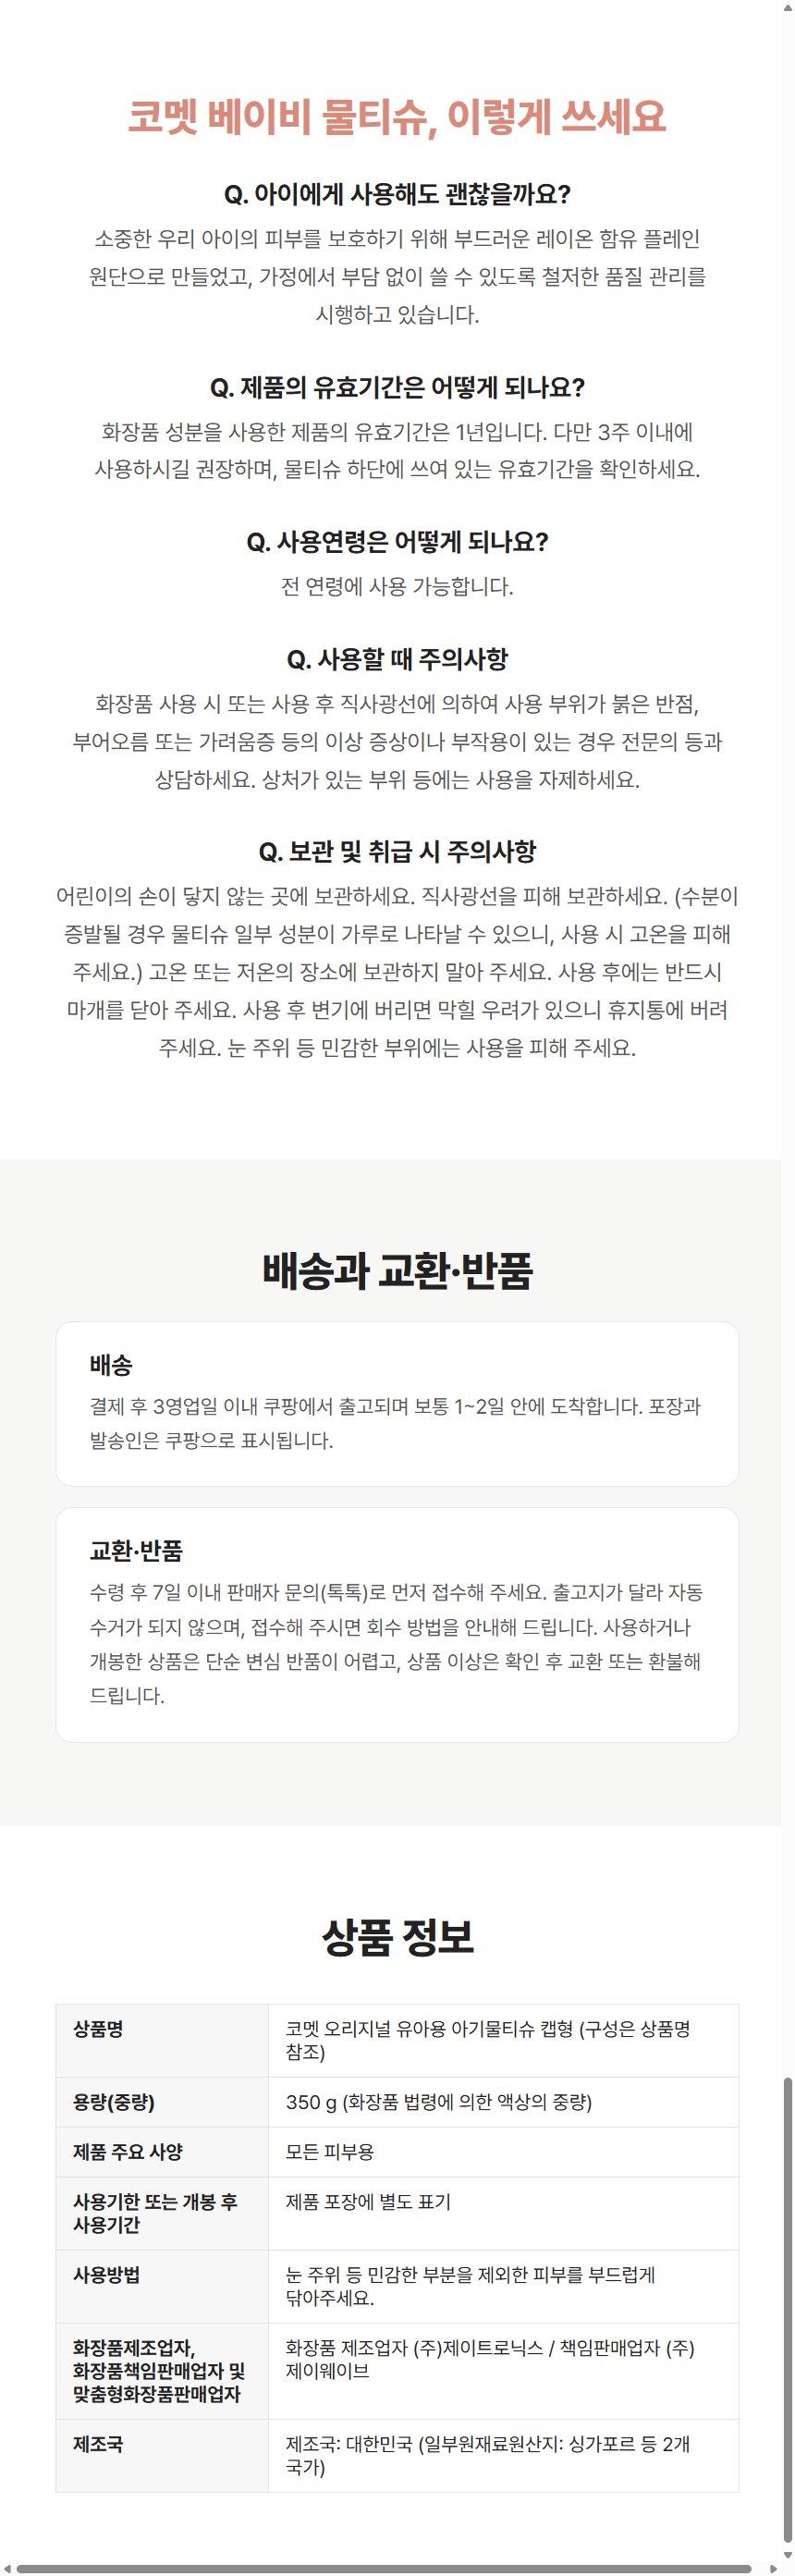 코멧 베이비 물티슈, 이렇게 쓰세요
Q. 아이에게 사용해도 괜찮을까요?
소중한 우리 아이의 피부를 보호하기 위해 부드러운 레이온 함유 플레인
원단으로 만들었고, 가정에서 부담 없이 쓸 수 있도록 철저한 품질 관리를
시행하고 있습니다.
Q. 제품의 유효기간은 어떻게 되나요?
화장품 성분을 사용한 제품의 유효기간은 1년입니다. 다만 3주 이내에
사용하시길 권장하며, 물티슈 하단에 쓰여 있는 유효기간을 확인하세요.
Q. 사용연령은 어떻게 되나요?
전 연령에 사용 가능합니다.
Q. 사용할 때 주의사항
화장품 사용 시 또는 사용 후 직사광선에 의하여 사용 부위가 붉은 반점,
부어오름 또는 가려움증 등의 이상 증상이나 부작용이 있는 경우 전문의 등과
상담하세요. 상처가 있는 부위 등에는 사용을 자제하세요.
Q. 보관 및 취급 시 주의사항
어린이의 손이 닿지 않는 곳에 보관하세요. 직사광선을 피해 보관하세요. (수분이
증발될 경우 물티슈 일부 성분이 가루로 나타날 수 있으니, 사용 시 고온을 피해
주세요.) 고온 또는 저온의 장소에 보관하지 말아 주세요. 사용 후에는 반드시
마개를 닫아 주세요. 사용 후 변기에 버리면 막힐 우려가 있으니 휴지통에 버려
주세요. 눈 주위 등 민감한 부위에는 사용을 피해 주세요.
배송과 교환·반품
배송
결제 후 3영업일 이내 쿠팡에서 출고되며 보통 1~2일 안에 도착합니다. 포장과
발송인은 쿠팡으로 표시됩니다.
교환·반품
수령 후 7일 이내 판매자 문의(톡톡)로 먼저 접수해 주세요. 출고지가 달라 자동
수거가 되지 않으며, 접수해 주시면 회수 방법을 안내해 드립니다. 사용하거나
개봉한 상품은 단순 변심 반품이 어렵고, 상품 이상은 확인 후 교환 또는 환불해
드립니다.
상품 정보
상품명
코멧 오리지널 유아용 아기물티슈 캡형 (구성은 상품명
참조)
용량(중량)
350 g (화장품 법령에 의한 액상의 중량)
제품 주요 사양
모든 피부용
사용기한 또는 개봉 후
사용기간
제품 포장에 별도 표기
사용방법
눈 주위 등 민감한 부분을 제외한 피부를 부드럽게
닦아주세요.
화장품제조업자,
화장품책임판매업자 및
맞춤형화장품판매업자
화장품 제조업자 (주)제이트로닉스 / 책임판매업자 (주)
제이웨이브
제조국
제조국: 대한민국 (일부원재료원산지: 싱가포르 등 2개
국가)